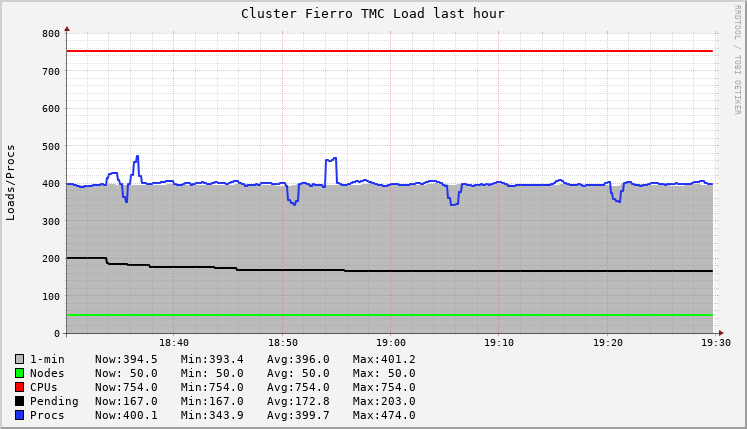 Cluster Fierro TMC Load last hour
RRDTOOL / TOBI OETIKER
Loads/Procs
800
700
600
500
400
300
200
100
0
18:40 18:50 19:00 19:10 19:20 19:30
1-min Now:394.5 Min:393.4 Avg:396.0 Max:401.2
Nodes Now: 50.0 Min: 50.0 Avg: 50.0 Max: 50.0
CPUs Now:754.0 Min:754.0 Avg:754.0 Max:754.0
Pending Now:167.0 Min:167.0 Avg:172.8 Max:203.0
Procs Now:400.1 Min:343.9 Avg:399.7 Max:474.0